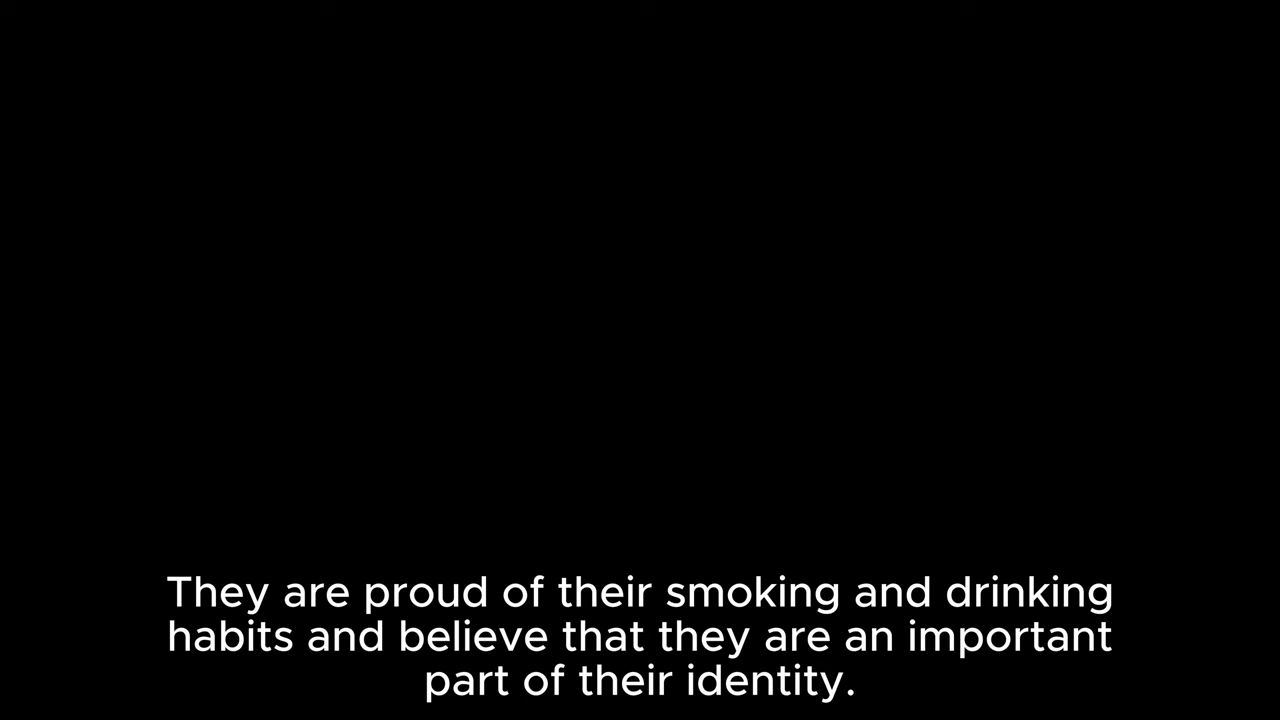 They are proud of their smoking and drinking
habits and believe that they are an important
part of their identity.